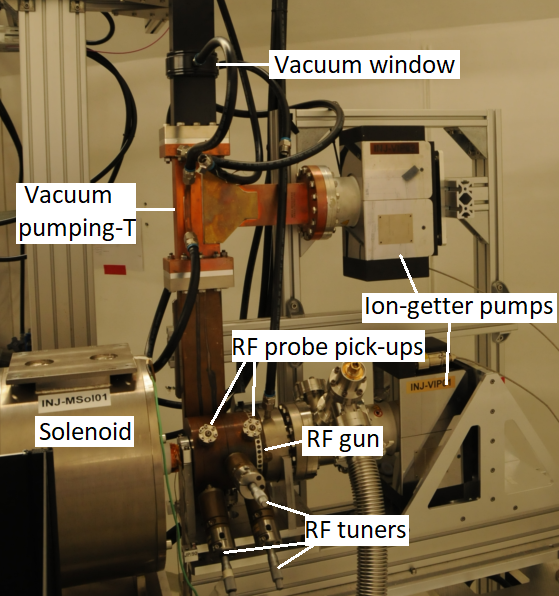 Vacuum window
Vacuum
pumping-T
Ion-getter pumps
RF probe pick-ups
INJ-MSol01
Solenoid
RF gun
RF tuners